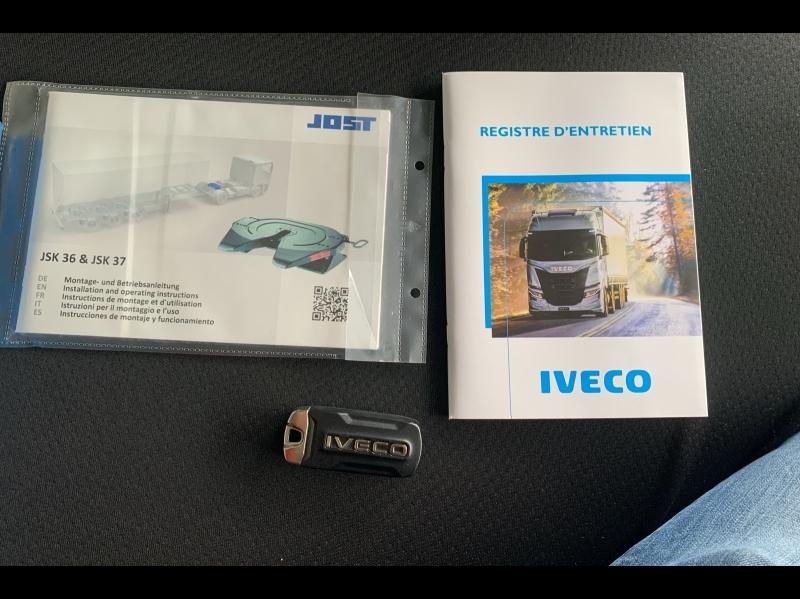 JOST
JSK 36 & JSK 37
DE Montage- und Betriebsanleitung
EN Installation and operating instructions
FR Instructions de montage et d'utilisation
IT Istruzioni per il montaggio e l'uso
ES Instrucciones de montaje y funcionamiento
REGISTRE D'ENTRETIEN
IVECO
IVECO
IVECO